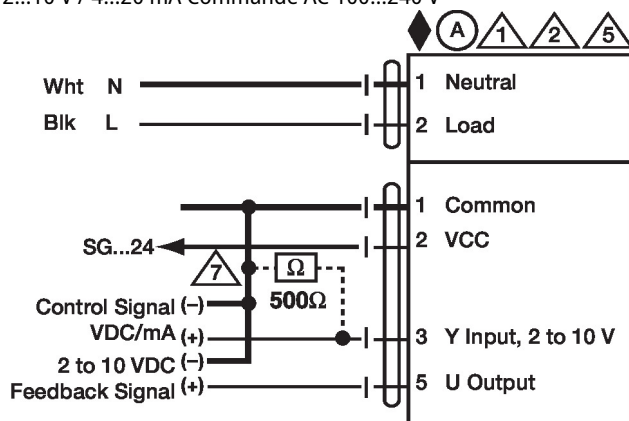 2...10 V / 4...20 mA Commande AC 100...240 V
A 1 2 5
Wht N 1 Neutral
Blk L 2 Load
1 Common
SG...24 2 VCC
7 Ω
500Ω
Control Signal (–)
VDC/mA (+) 3 Y Input, 2 to 10 V
2 to 10 VDC (–)
Feedback Signal (+) 5 U Output